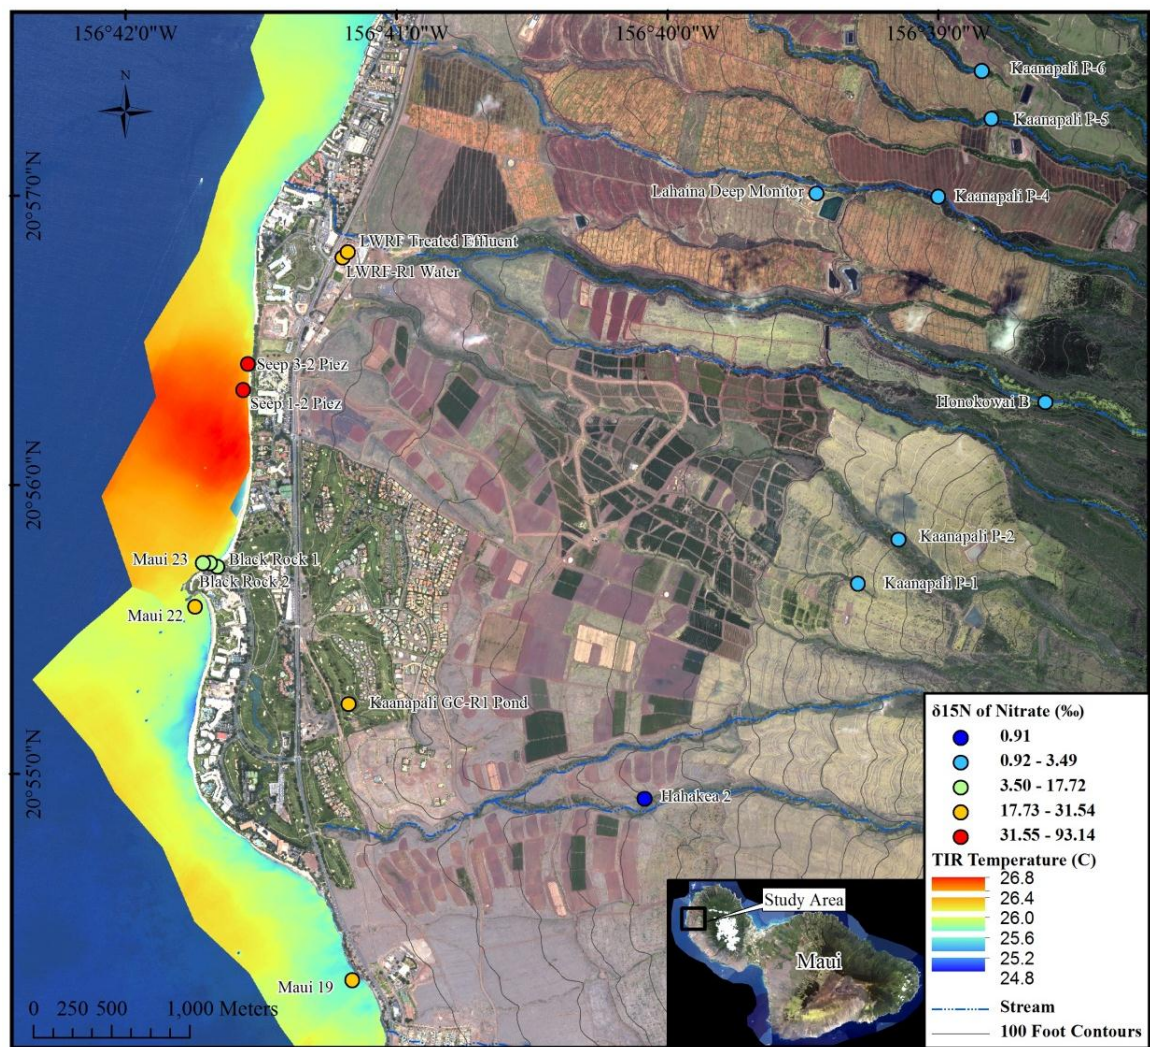 156°42'0"W
156°41'0"W
156°40'0"W
156°39'0"W
N
Kaanapali P-6
Kaanapali P-5
20°57'0"N
Lahaina Deep Monitor
Kaanapali P-4
LWRF Treated Effluent
LWRF-R1 Water
Seep 3-2 Piez
Seep 1-2 Piez
Honokowai B
20°56'0"N
Kaanapali P-2
Maui 23
Black Rock 1
Black Rock 2
Kaanapali P-1
Maui 22
Kaanapali GC-R1 Pond
20°55'0"N
Hahakea 2
Maui 19
0 250 500 1,000 Meters
Study Area
Maui
δ15N of Nitrate (‰)
0.91
0.92 - 3.49
3.50 - 17.72
17.73 - 31.54
31.55 - 93.14
TIR Temperature (C)
26.8
26.4
26.0
25.6
25.2
24.8
Stream
100 Foot Contours